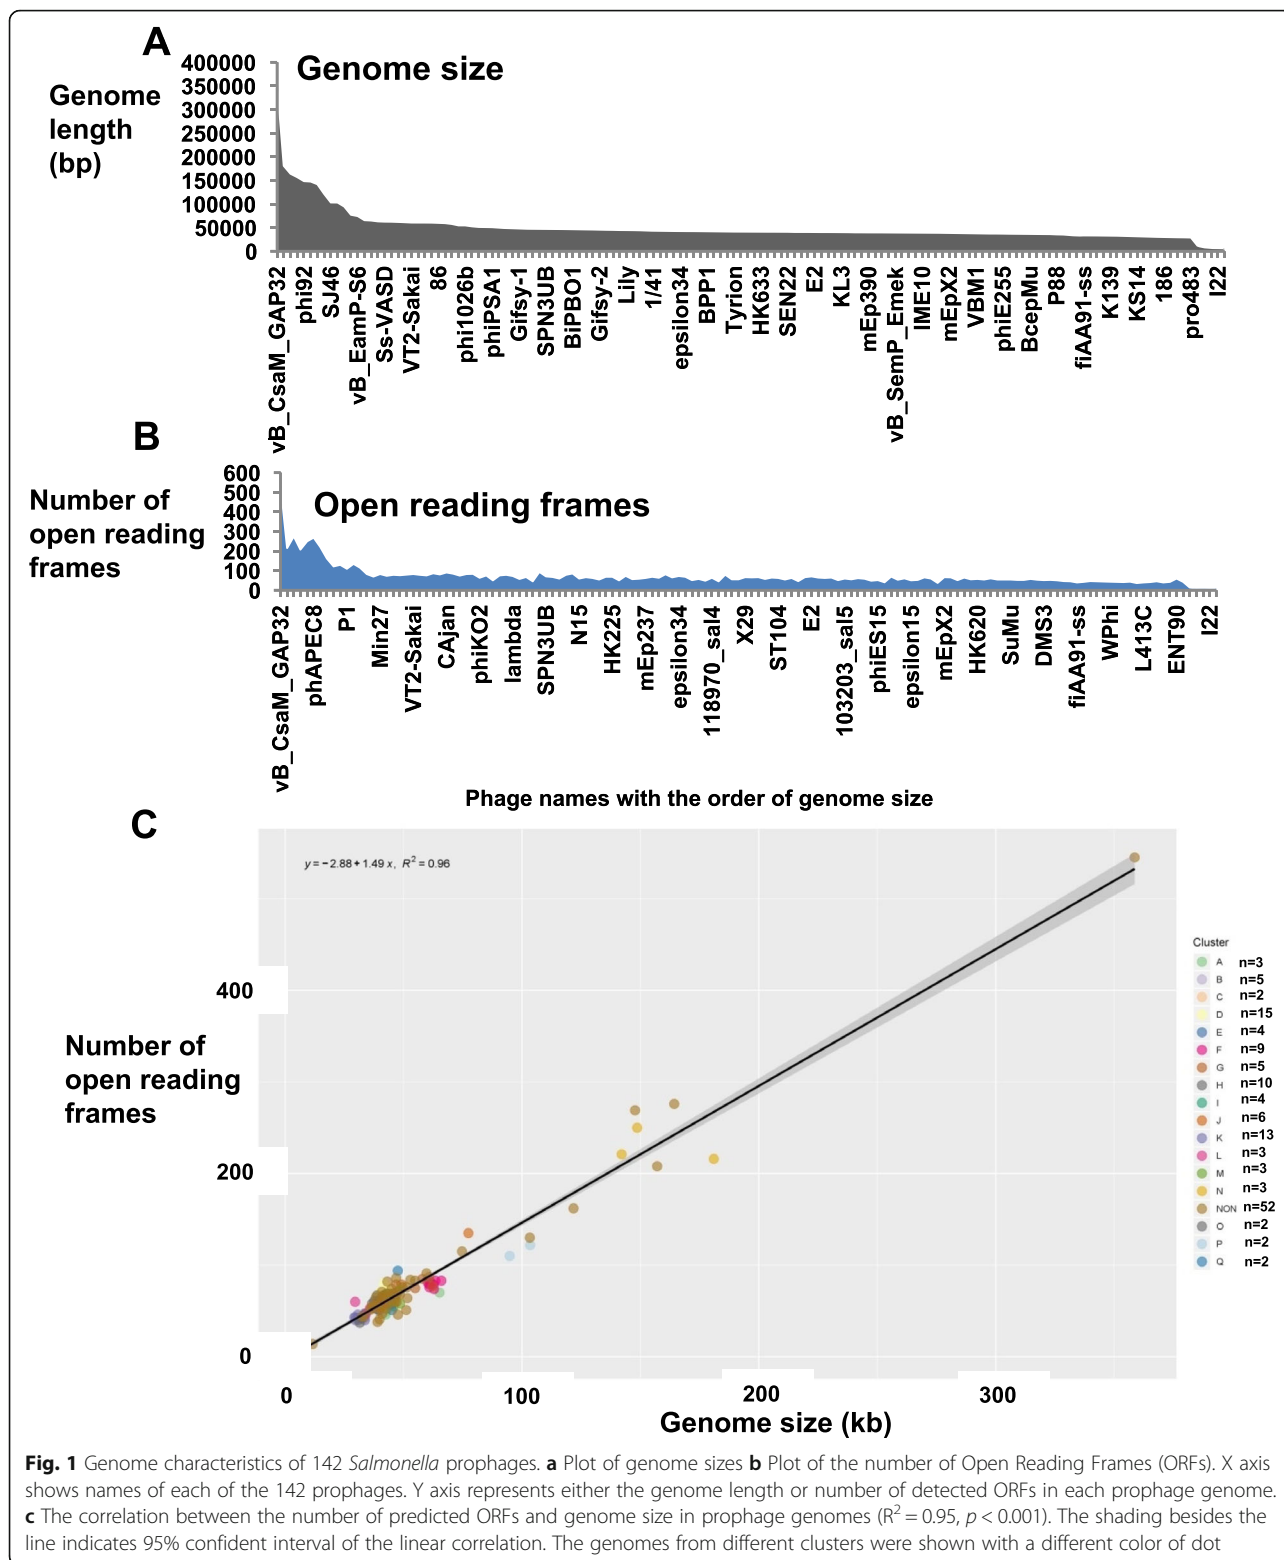 A
Genome size
Genome
length
(bp)
400000
350000
300000
250000
200000
150000
100000
50000
0
vB_CsaM_GAP32
phi92
SJ46
vB_EamP-S6
Ss-VASD
VT2-Sakai
86
phi1026b
phiPSA1
Gifsy-1
SPN3UB
BiPBO1
Gifsy-2
Lily
1/41
epsilon34
BPP1
Tyrion
HK633
SEN22
E2
KL3
mEp390
vB_SemP_Emek
IME10
mEpX2
VBM1
phiE255
BcepMu
P88
fiAA91-ss
K139
KS14
186
pro483
I22
B
Open reading frames
Number of
open reading
frames
600
500
400
300
200
100
0
vB_CsaM_GAP32
phAPEC8
P1
Min27
VT2-Sakai
CAjan
phiKO2
lambda
SPN3UB
N15
HK225
mEp237
epsilon34
118970_sal4
X29
ST104
E2
103203_sal5
phiES15
epsilon15
mEpX2
HK620
SuMu
DMS3
fiAA91-ss
WPhi
L413C
ENT90
I22
Phage names with the order of genome size
C
y = −2.88 + 1.49 x, R2 = 0.96
Number of
open reading
frames
400
200
0
0
100
200
300
Genome size (kb)
Cluster
A n=3
B n=5
C n=2
D n=15
E n=4
F n=9
G n=5
H n=10
I n=4
J n=6
K n=13
L n=3
M n=3
N n=3
NON n=52
O n=2
P n=2
Q n=2
Fig. 1 Genome characteristics of 142 Salmonella prophages. a Plot of genome sizes b Plot of the number of Open Reading Frames (ORFs). X axis
shows names of each of the 142 prophages. Y axis represents either the genome length or number of detected ORFs in each prophage genome.
c The correlation between the number of predicted ORFs and genome size in prophage genomes (R2 = 0.95, p < 0.001). The shading besides the
line indicates 95% confident interval of the linear correlation. The genomes from different clusters were shown with a different color of dot